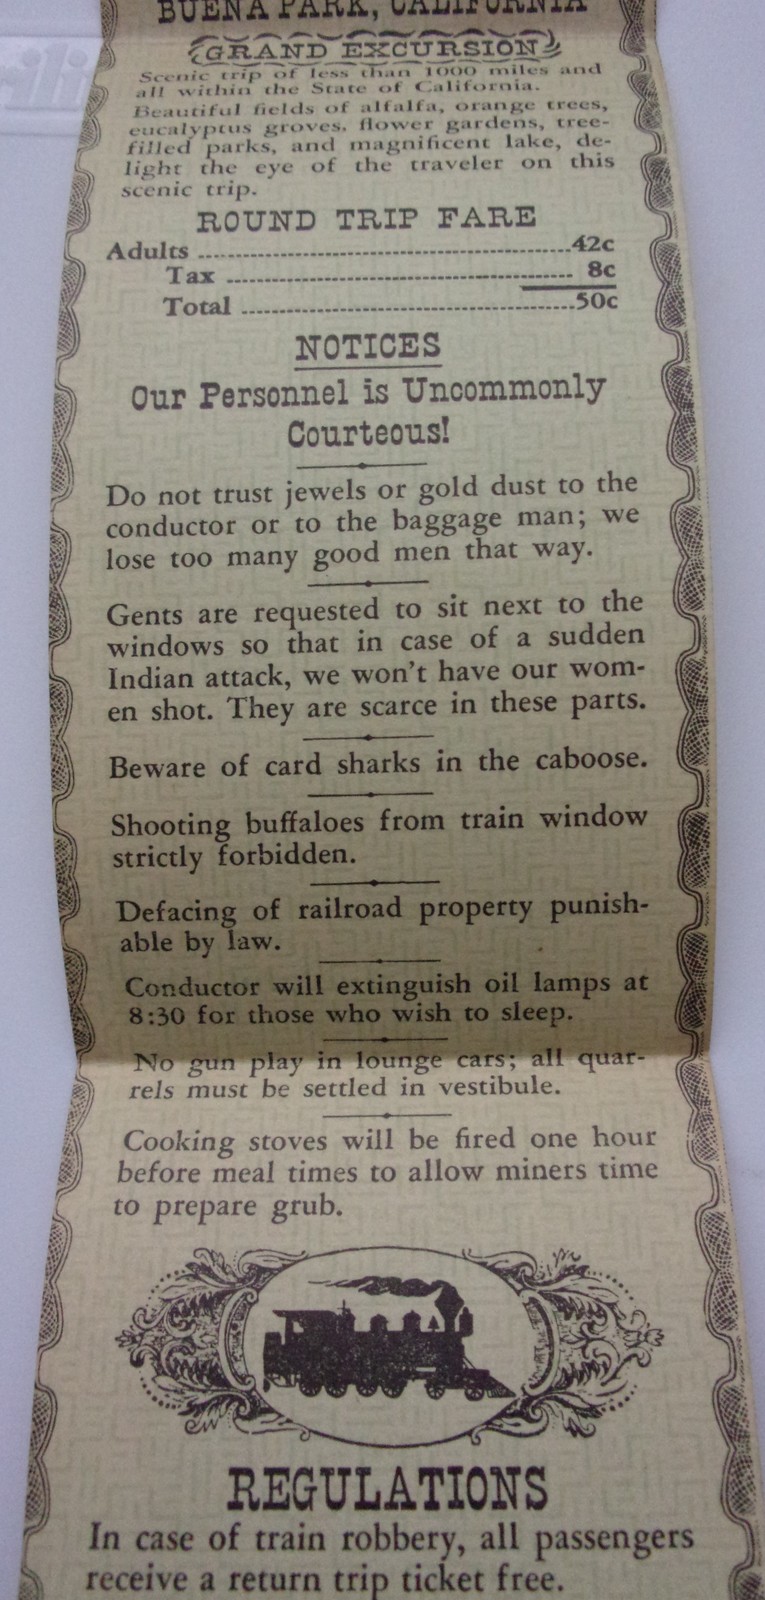 BUENA PARK, CALIFORNIA
GRAND EXCURSION
Scenic trip of less than 1000 miles and
all within the State of California.
Beautiful fields of alfalfa, orange trees,
eucalyptus groves, flower gardens, tree-
filled parks, and magnificent lake, de-
light the eye of the traveler on this
scenic trip.
ROUND TRIP FARE
Adults ........................................42c
Tax ........................................ 8c
Total ........................................50c
NOTICES
Our Personnel is Uncommonly
Courteous!
Do not trust jewels or gold dust to the
conductor or to the baggage man; we
lose too many good men that way.
Gents are requested to sit next to the
windows so that in case of a sudden
Indian attack, we won't have our wom-
en shot. They are scarce in these parts.
Beware of card sharks in the caboose.
Shooting buffaloes from train window
strictly forbidden.
Defacing of railroad property punish-
able by law.
Conductor will extinguish oil lamps at
8:30 for those who wish to sleep.
No gun play in lounge cars; all quar-
rels must be settled in vestibule.
Cooking stoves will be fired one hour
before meal times to allow miners time
to prepare grub.
REGULATIONS
In case of train robbery, all passengers
receive a return trip ticket free.